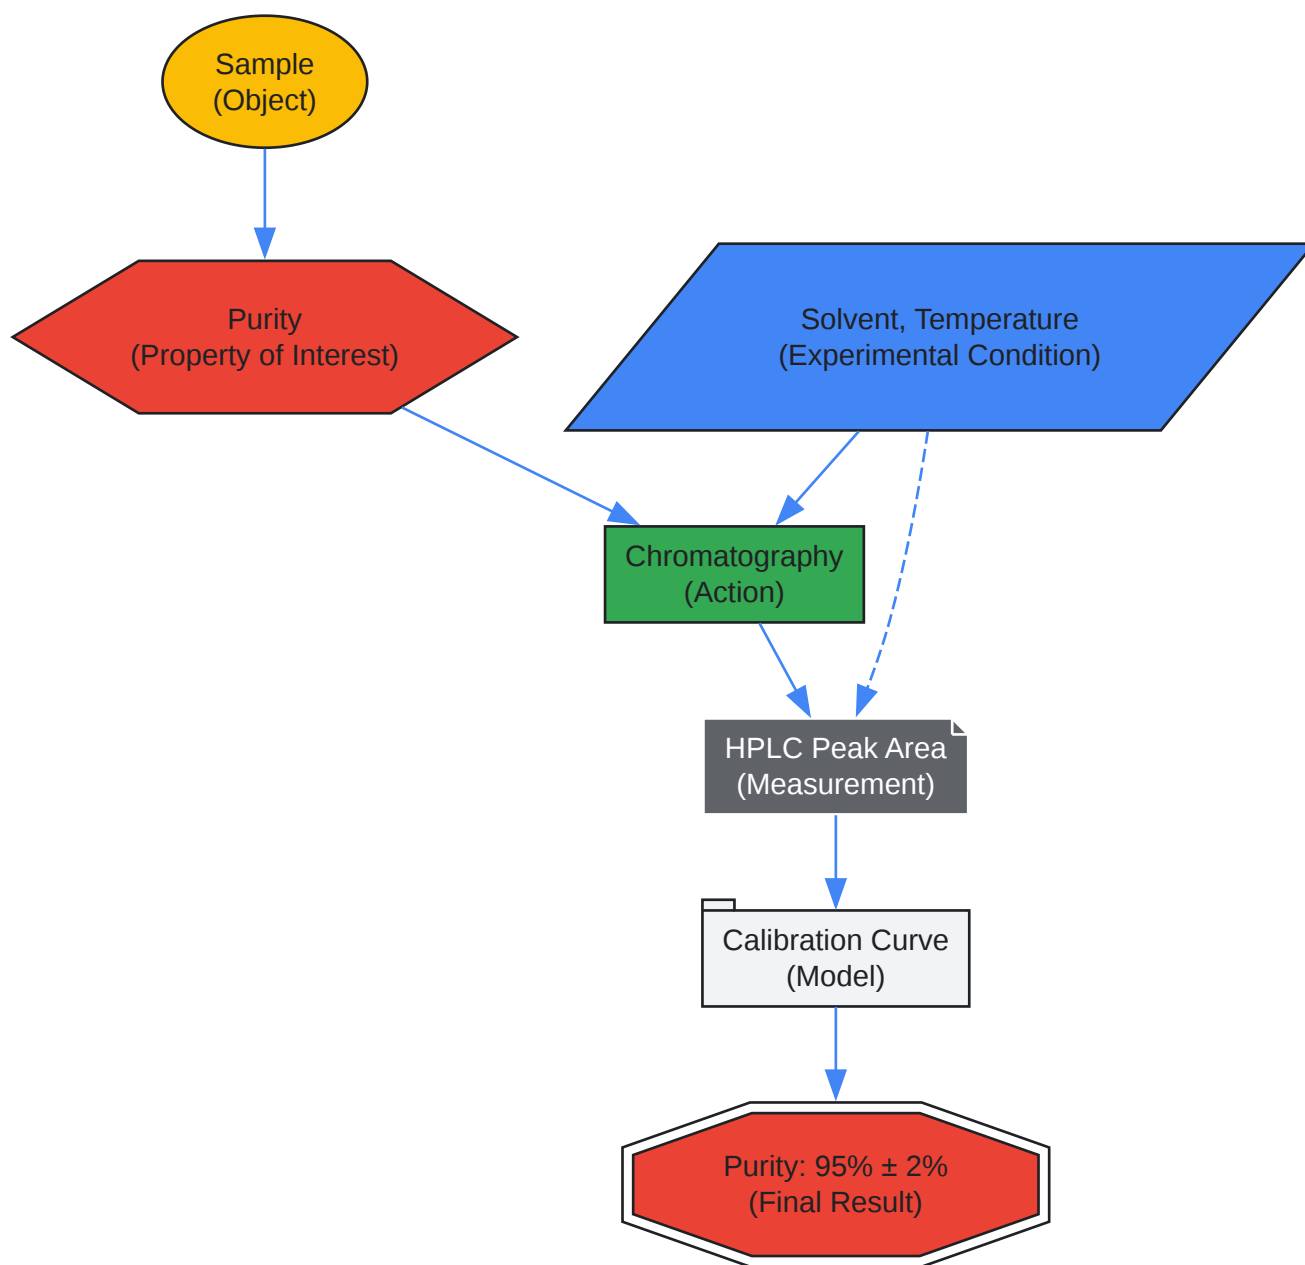 Sample
(Object)
Purity
(Property of Interest)
Solvent, Temperature
(Experimental Condition)
Chromatography
(Action)
HPLC Peak Area
(Measurement)
Calibration Curve
(Model)
Purity: 95% ± 2%
(Final Result)